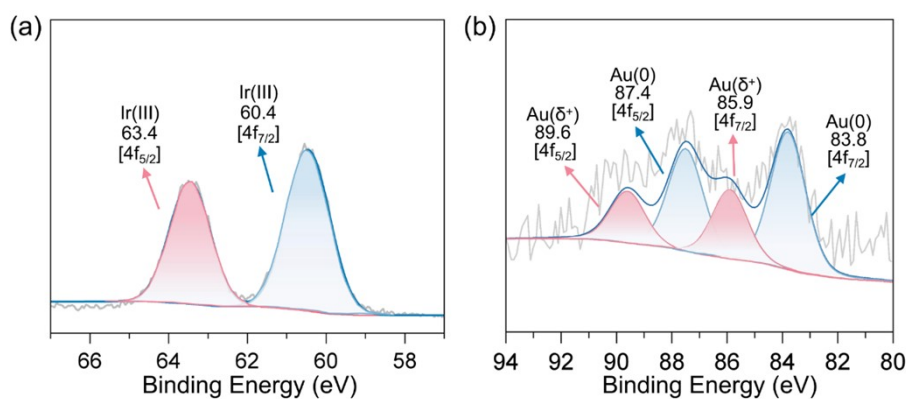 (a)
Ir(III)
63.4
[4f5/2]
Ir(III)
60.4
[4f7/2]
66
64
62
60
58
Binding Energy (eV)
(b)
Au(δ+)
89.6
[4f5/2]
Au(0)
87.4
[4f5/2]
Au(δ+)
85.9
[4f7/2]
Au(0)
83.8
[4f7/2]
94
92
90
88
86
84
82
80
Binding Energy (eV)